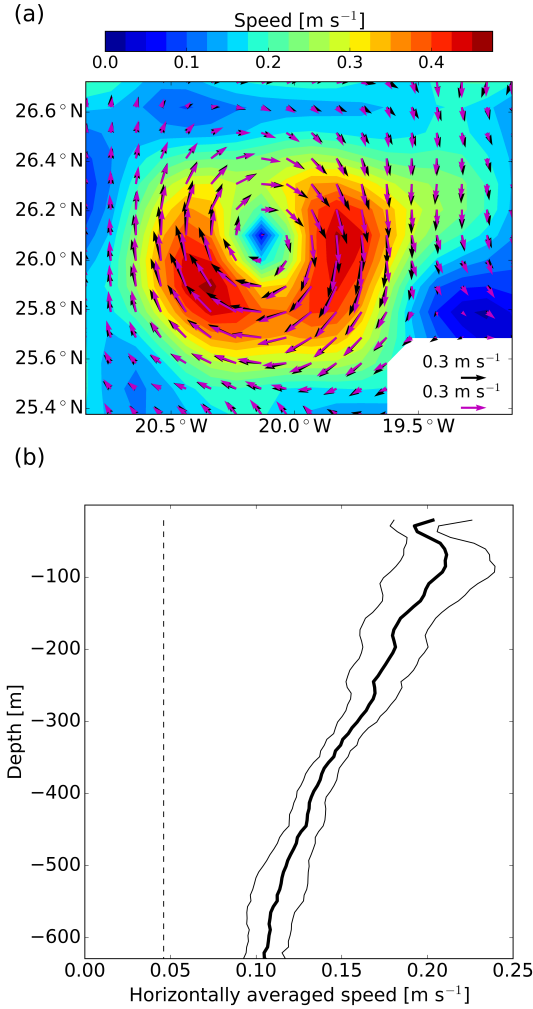 (a)
Speed [m s⁻¹]
0.0 0.1 0.2 0.3 0.4
26.6°N
26.4°N
26.2°N
26.0°N
25.8°N
25.6°N
25.4°N
0.3 m s⁻¹
0.3 m s⁻¹
20.5°W 20.0°W 19.5°W
(b)
−100
−200
−300
−400
−500
−600
Depth [m]
0.00 0.05 0.10 0.15 0.20 0.25
Horizontally averaged speed [m s⁻¹]